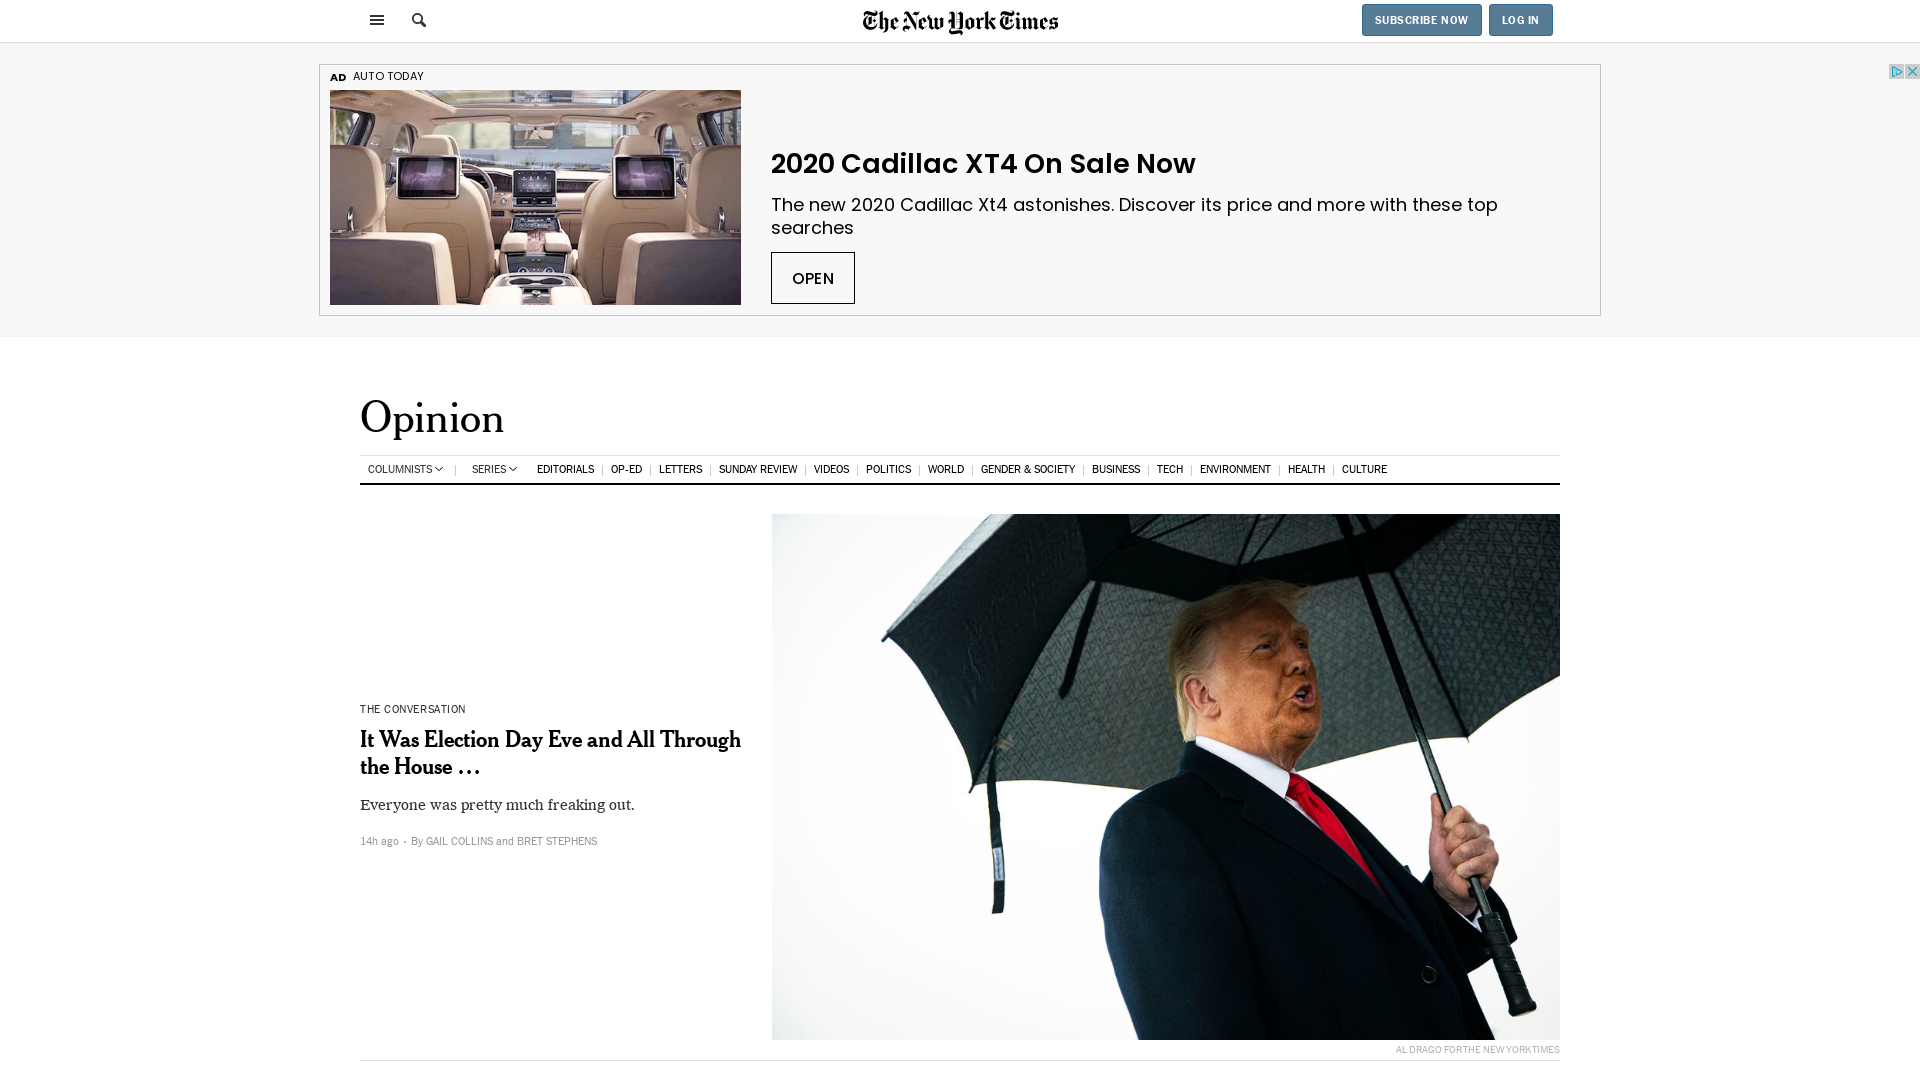 The New York Times
SUBSCRIBE NOW
LOG IN
AD AUTO TODAY
2020 Cadillac XT4 On Sale Now
The new 2020 Cadillac Xt4 astonishes. Discover its price and more with these top
searches
OPEN
Opinion
COLUMNISTS SERIES EDITORIALS OP-ED LETTERS SUNDAY REVIEW VIDEOS POLITICS WORLD GENDER & SOCIETY BUSINESS TECH ENVIRONMENT HEALTH CULTURE
THE CONVERSATION
It Was Election Day Eve and All Through
the House …
Everyone was pretty much freaking out.
14h ago · By GAIL COLLINS and BRET STEPHENS
AL DRAGO FOR THE NEW YORK TIMES